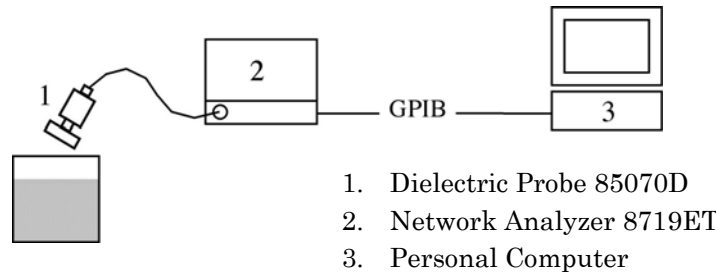 1
2
GPIB
3
1. Dielectric Probe 85070D
2. Network Analyzer 8719ET
3. Personal Computer